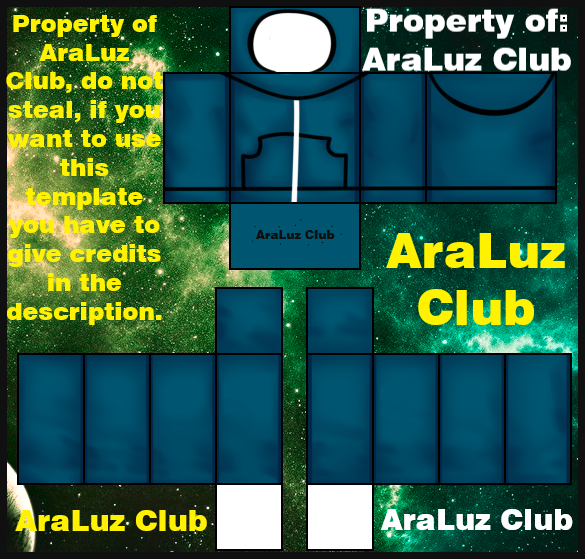 Property of
AraLuz
Club, do not
steal, if you
want to use
this
template
you have to
give credits
in the
description.
Property of:
AraLuz Club
AraLuz Club
AraLuz
Club
AraLuz Club
AraLuz Club